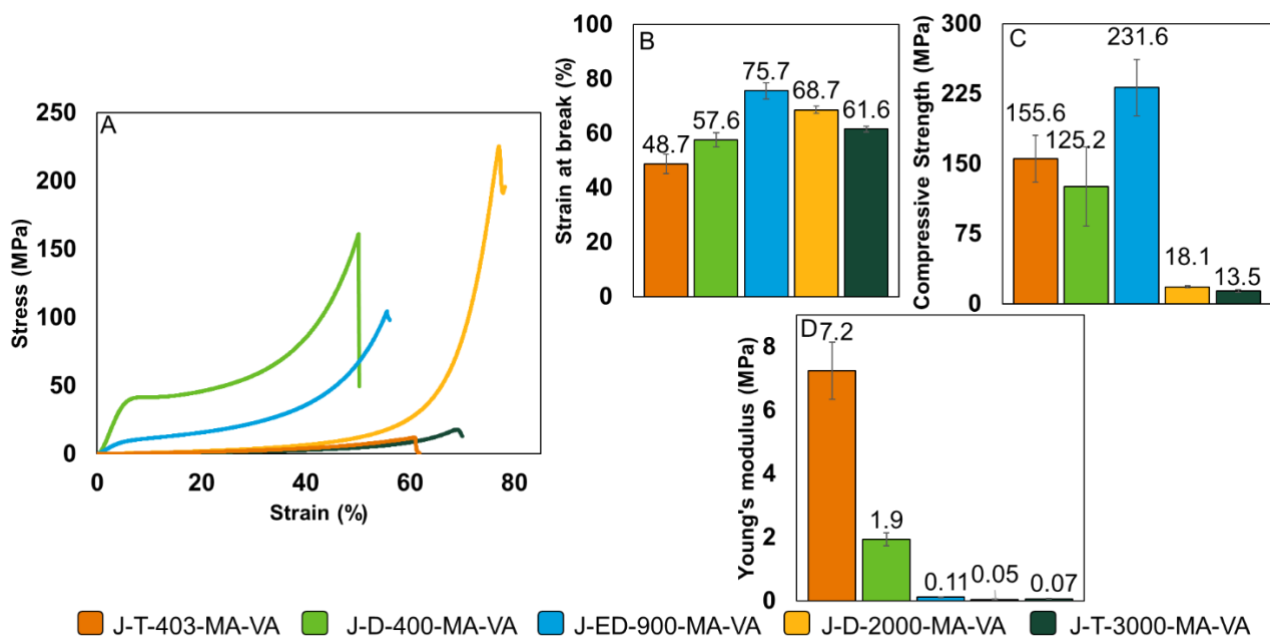 A
Stress (MPa)
250
200
150
100
50
0
0 20 40 60 80
Strain (%)
B
Strain at break (%)
100
80
60
40
20
0
48.7 57.6 75.7 68.7 61.6
C
Compressive Strength (MPa)
300
225
150
75
0
155.6 125.2 231.6 18.1 13.5
D
Young's modulus (MPa)
8
6
4
2
0
7.2 1.9 0.11 0.05 0.07
J-T-403-MA-VA J-D-400-MA-VA J-ED-900-MA-VA J-D-2000-MA-VA J-T-3000-MA-VA